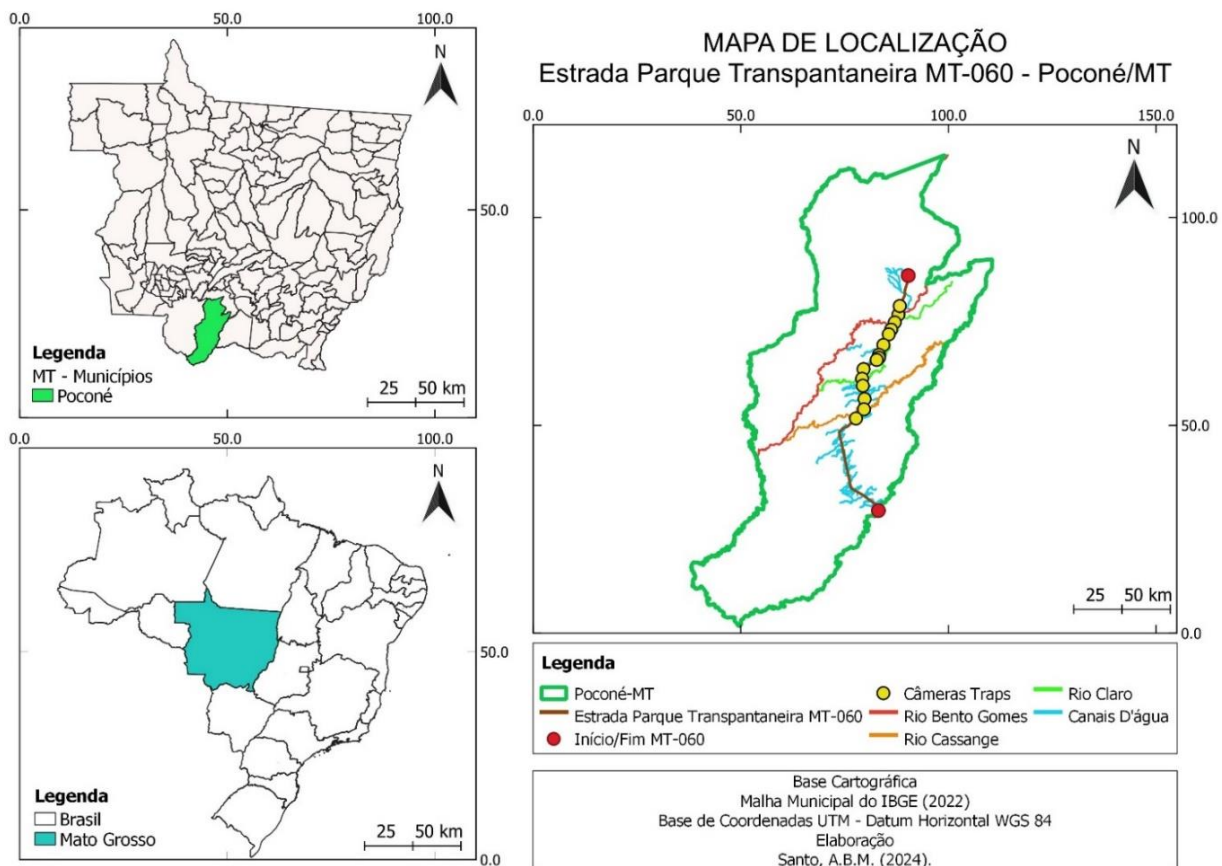 0.0
50.0
100.0
N
50.0
Legenda
MT - Municípios
Poconé
25 50 km
0.0
50.0
100.0
N
50.0
Legenda
Brasil
Mato Grosso
25 50 km
0.0
MAPA DE LOCALIZAÇÃO
Estrada Parque Transpantaneira MT-060 - Poconé/MT
0.0
50.0
100.0
150.0
N
100.0
50.0
25 50 km
0.0
Legenda
Poconé-MT
Estrada Parque Transpantaneira MT-060
Início/Fim MT-060
Câmeras Traps
Rio Bento Gomes
Rio Cassange
Rio Claro
Canais D'água
Base Cartográfica
Malha Municipal do IBGE (2022)
Base de Coordenadas UTM - Datum Horizontal WGS 84
Elaboração
Santo, A.B.M. (2024).